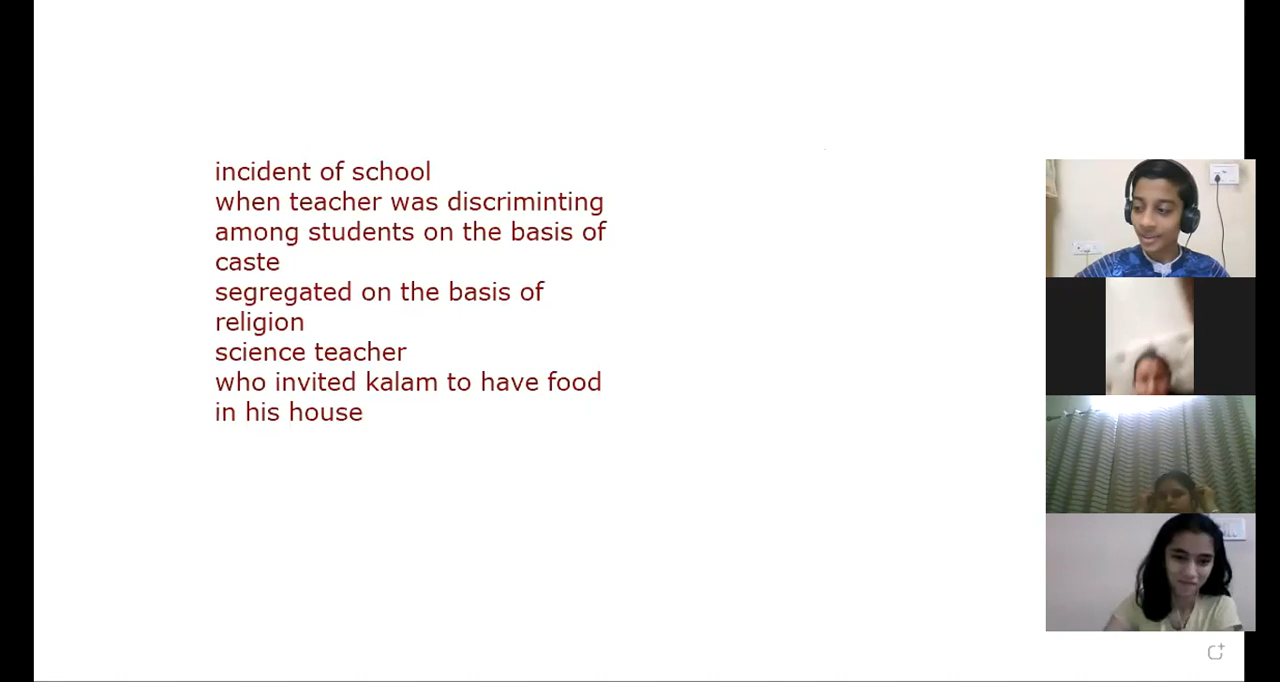 incident of school
when teacher was discriminting
among students on the basis of
caste
segregated on the basis of
religion
science teacher
who invited kalam to have food
in his house